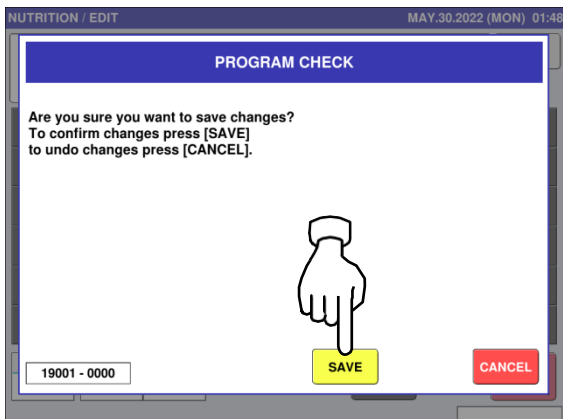 NUTRITION / EDIT MAY.30.2022 (MON) 01:48
PROGRAM CHECK
Are you sure you want to save changes?
To confirm changes press [SAVE]
to undo changes press [CANCEL].
SAVE
CANCEL
19001 - 0000